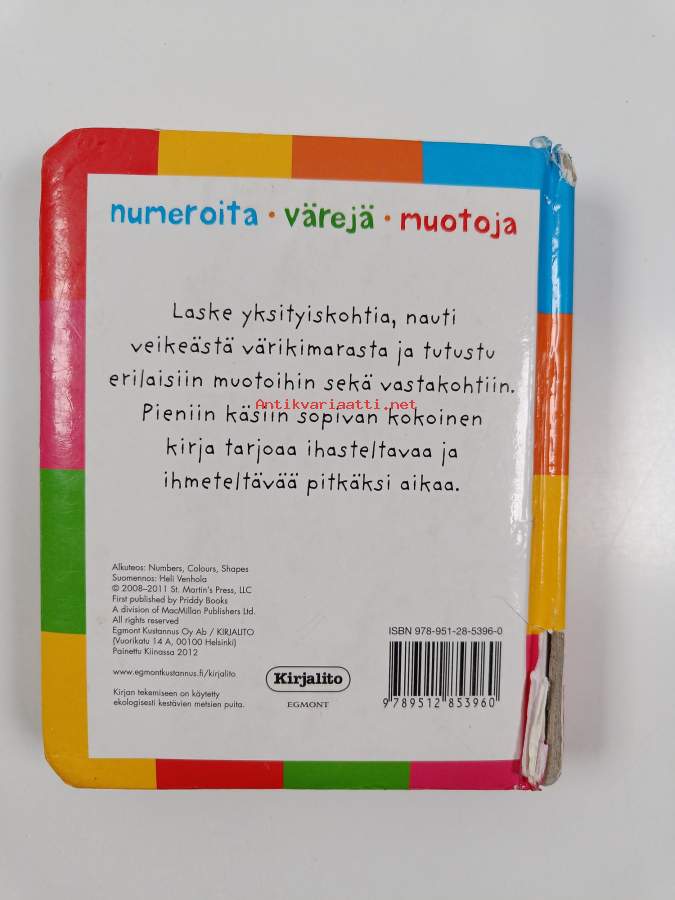 numeroita · värejä · muotoja
Laske yksityiskohtia, nauti
veikeästä värikimarasta ja tutustu
erilaisiin muotoihin sekä vastakohtiin.
Antikvariaatti.net
Pieniin käsiin sopivan kokoinen
kirja tarjoaa ihasteltavaa ja
ihmeteltävää pitkäksi aikaa.
Alkuteos: Numbers, Colours, Shapes
Suomennos: Heli Venhola
© 2008–2011 St. Martin's Press, LLC
First published by Priddy Books
A division of MacMillan Publishers Ltd.
All rights reserved
Egmont Kustannus Oy Ab / KIRJALITO
(Vuorikatu 14 A, 00100 Helsinki)
Painettu Kiinassa 2012
www.egmontkustannus.fi/kirjalito
Kirjan tekemiseen on käytetty
ekologisesti kestävien metsien puita.
Kirjalito
EGMONT
ISBN 978-951-28-5396-0
9 789512 853960